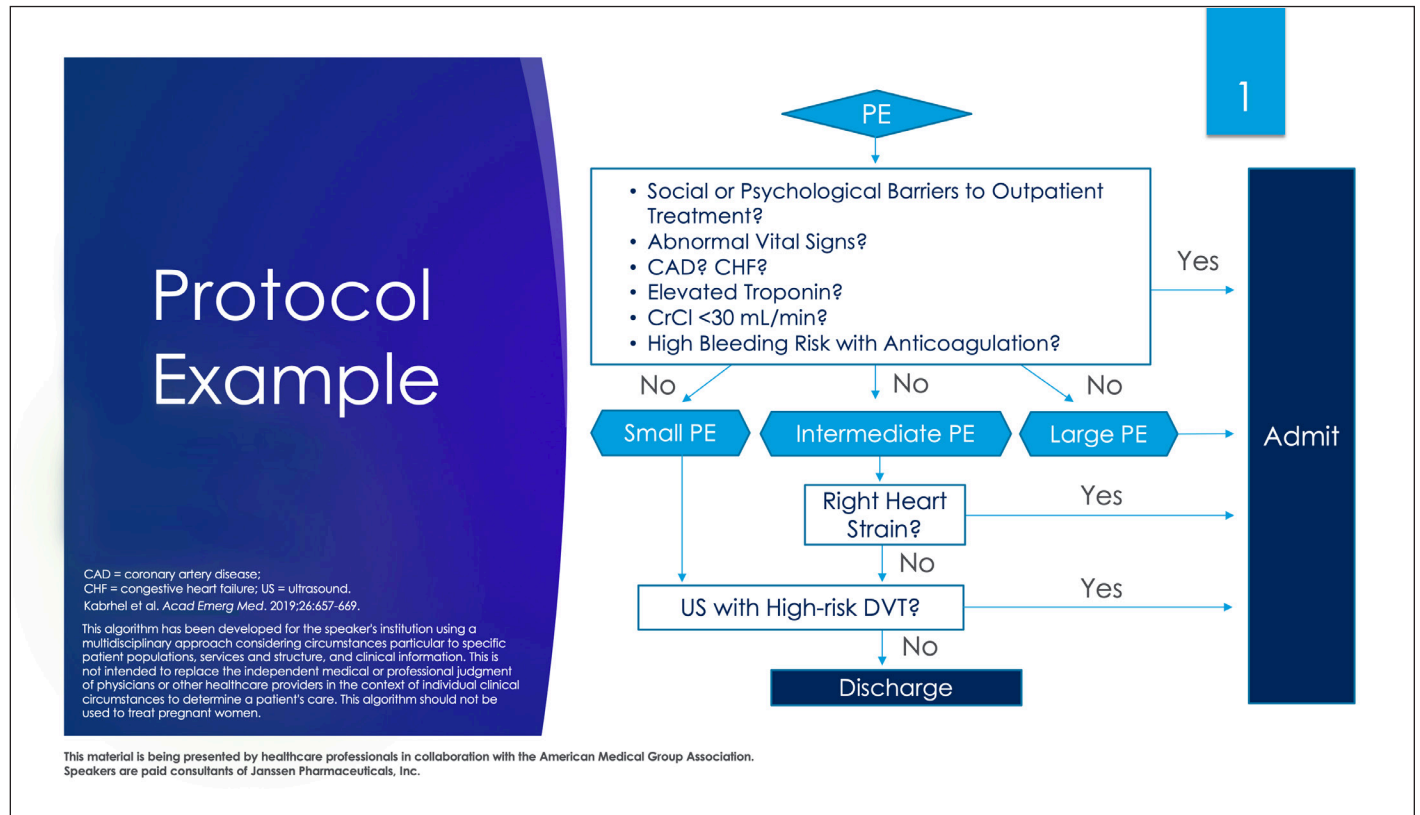 1
Protocol
Example
CAD = coronary artery disease;
CHF = congestive heart failure; US = ultrasound.
Kabrhel et al. Acad Emerg Med. 2019;26:657-669.
This algorithm has been developed for the speaker's institution using a
multidisciplinary approach considering circumstances particular to specific
patient populations, services and structure, and clinical information. This is
not intended to replace the independent medical or professional judgment
of physicians or other healthcare providers in the context of individual clinical
circumstances to determine a patient's care. This algorithm should not be
used to treat pregnant women.
PE
• Social or Psychological Barriers to Outpatient
Treatment?
• Abnormal Vital Signs?
• CAD? CHF?
• Elevated Troponin?
• CrCl <30 mL/min?
• High Bleeding Risk with Anticoagulation?
Yes
No
No
No
Small PE
Intermediate PE
Large PE
Admit
Right Heart
Strain?
Yes
No
US with High-risk DVT?
Yes
No
Discharge
This material is being presented by healthcare professionals in collaboration with the American Medical Group Association.
Speakers are paid consultants of Janssen Pharmaceuticals, Inc.